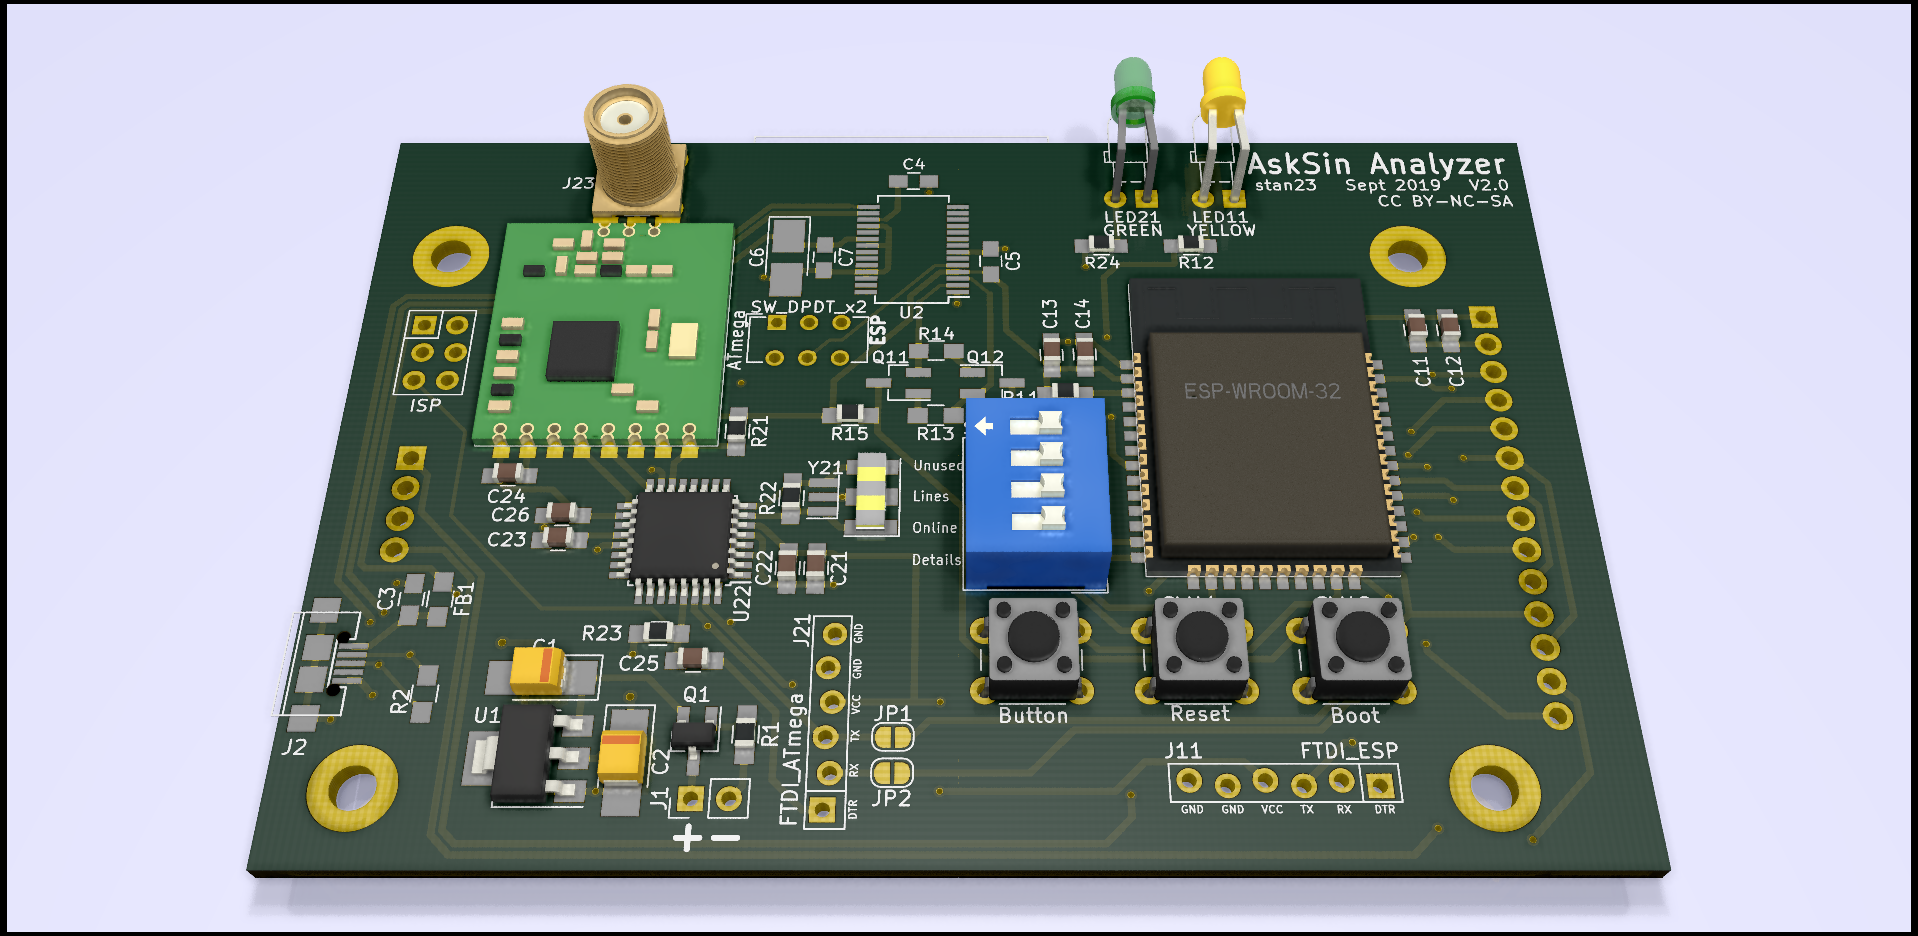 AskSin Analyzer
stan23 Sept 2019 V2.0
CC BY-NC-SA
J23
C4
LED21
GREEN
LED11
YELLOW
R24
R12
C6
C7
C5
U2
SW_DPDT_x2
ATmega
ESP
ISP
R14
Q11
Q12
C13
C14
C11
C12
ESP-WROOM-32
R11
R21
R15
R13
Y21
R22
Unused
Lines
Online
Details
C24
C26
C23
C22
C21
U22
C3
FB1
R23
C25
C1
J21
GND
GND
VCC
TX
RX
DTR
FTDI_ATmega
R2
J2
U1
C2
Q1
R1
J1
+ −
JP1
JP2
Button
Reset
Boot
J11
FTDI_ESP
GND GND VCC TX RX DTR